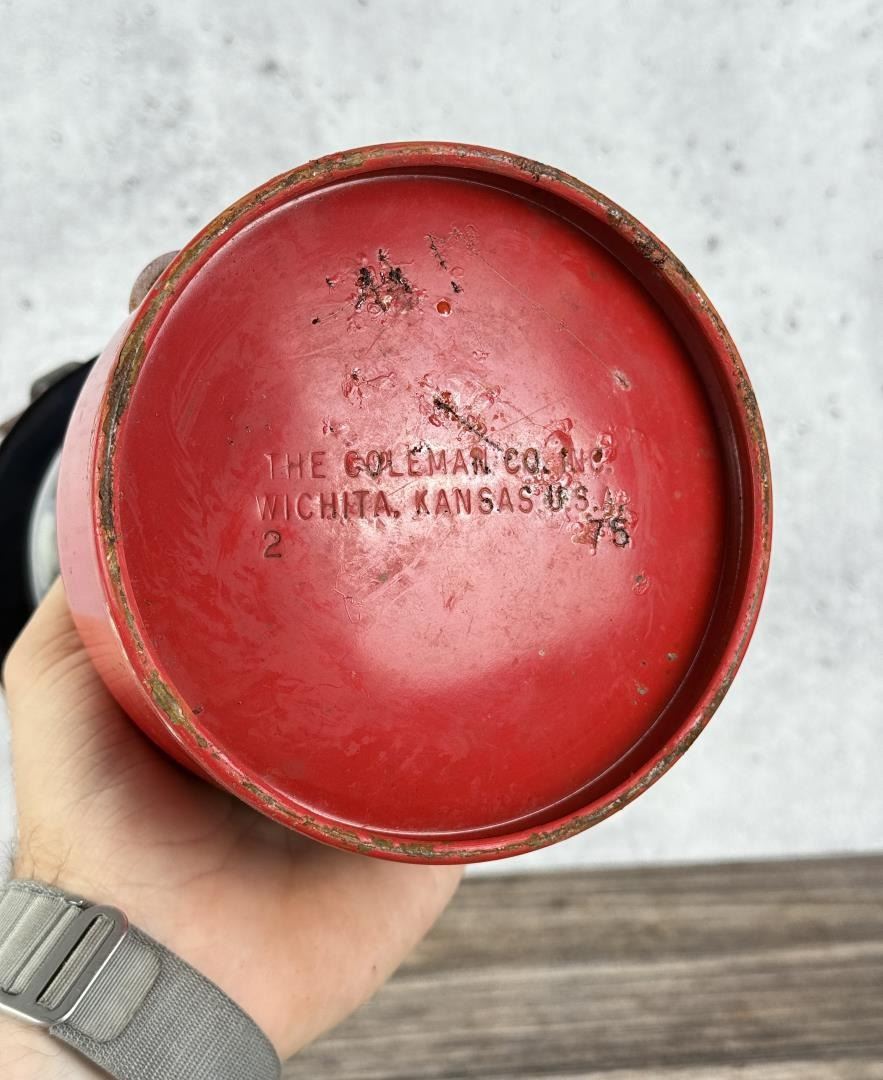 THE COLEMAN CO. INC.
WICHITA, KANSAS U.S.A.
2 75